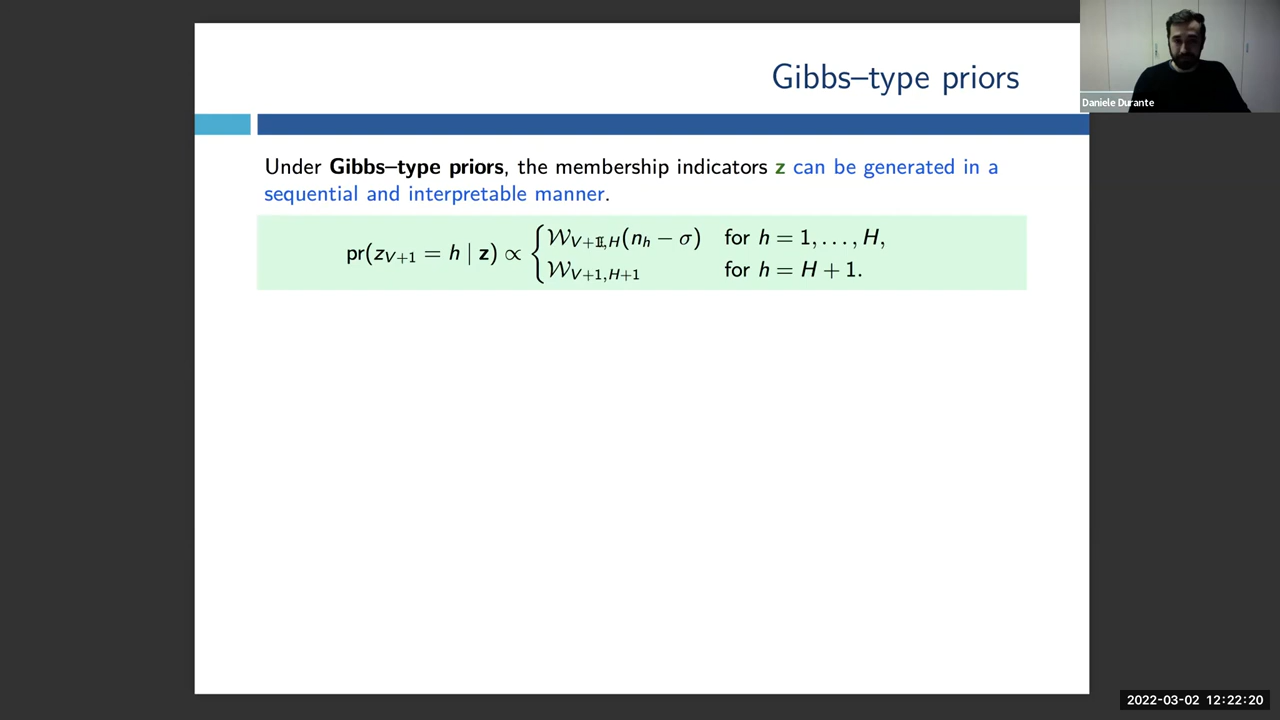 Gibbs–type priors
Daniele Durante
Under Gibbs–type priors, the membership indicators z can be generated in a
sequential and interpretable manner.
pr(z_{V+1} = h | z) ∝ { 𝒲_{V+1,H}(n_h − σ) for h = 1, . . . , H,
𝒲_{V+1,H+1} for h = H + 1.
2022-03-02 12:22:20